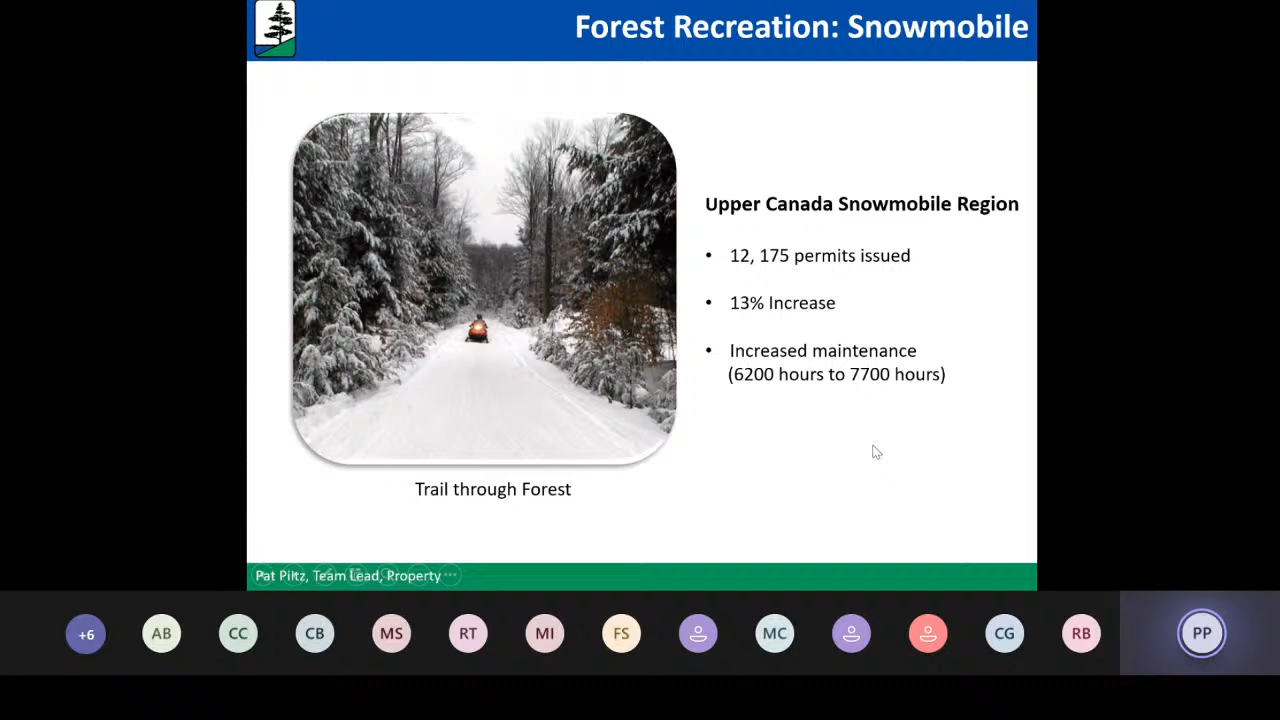 Forest Recreation: Snowmobile
Upper Canada Snowmobile Region
• 12, 175 permits issued
• 13% Increase
• Increased maintenance
(6200 hours to 7700 hours)
Trail through Forest
Pat Piltz, Team Lead, Property
+6
AB
CC
CB
MS
RT
MI
FS
MC
CG
RB
PP